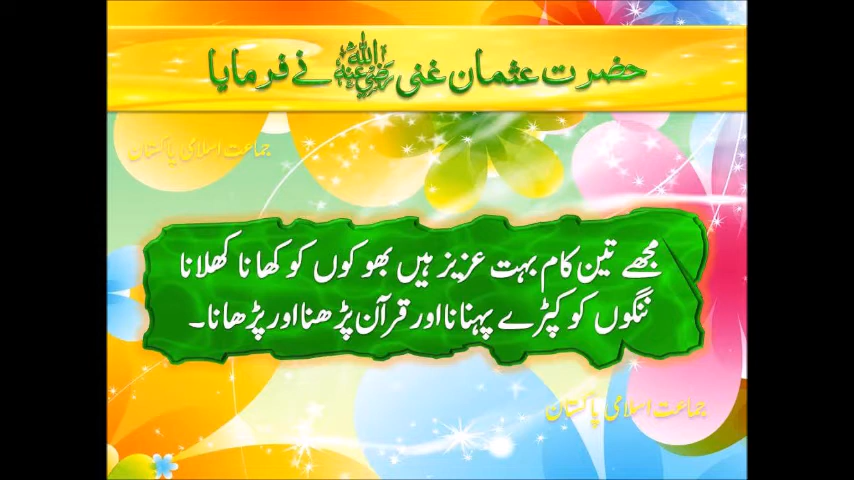 حضرت عثمان غنی رضی اللہ عنہ نے فرمایا
جماعت اسلامی پاکستان
مجھے تین کام بہت عزیز ہیں بھوکوں کو کھانا کھلانا
ننگوں کو کپڑے پہنانا اور قرآن پڑھنا اور پڑھانا۔
جماعت اسلامی پاکستان